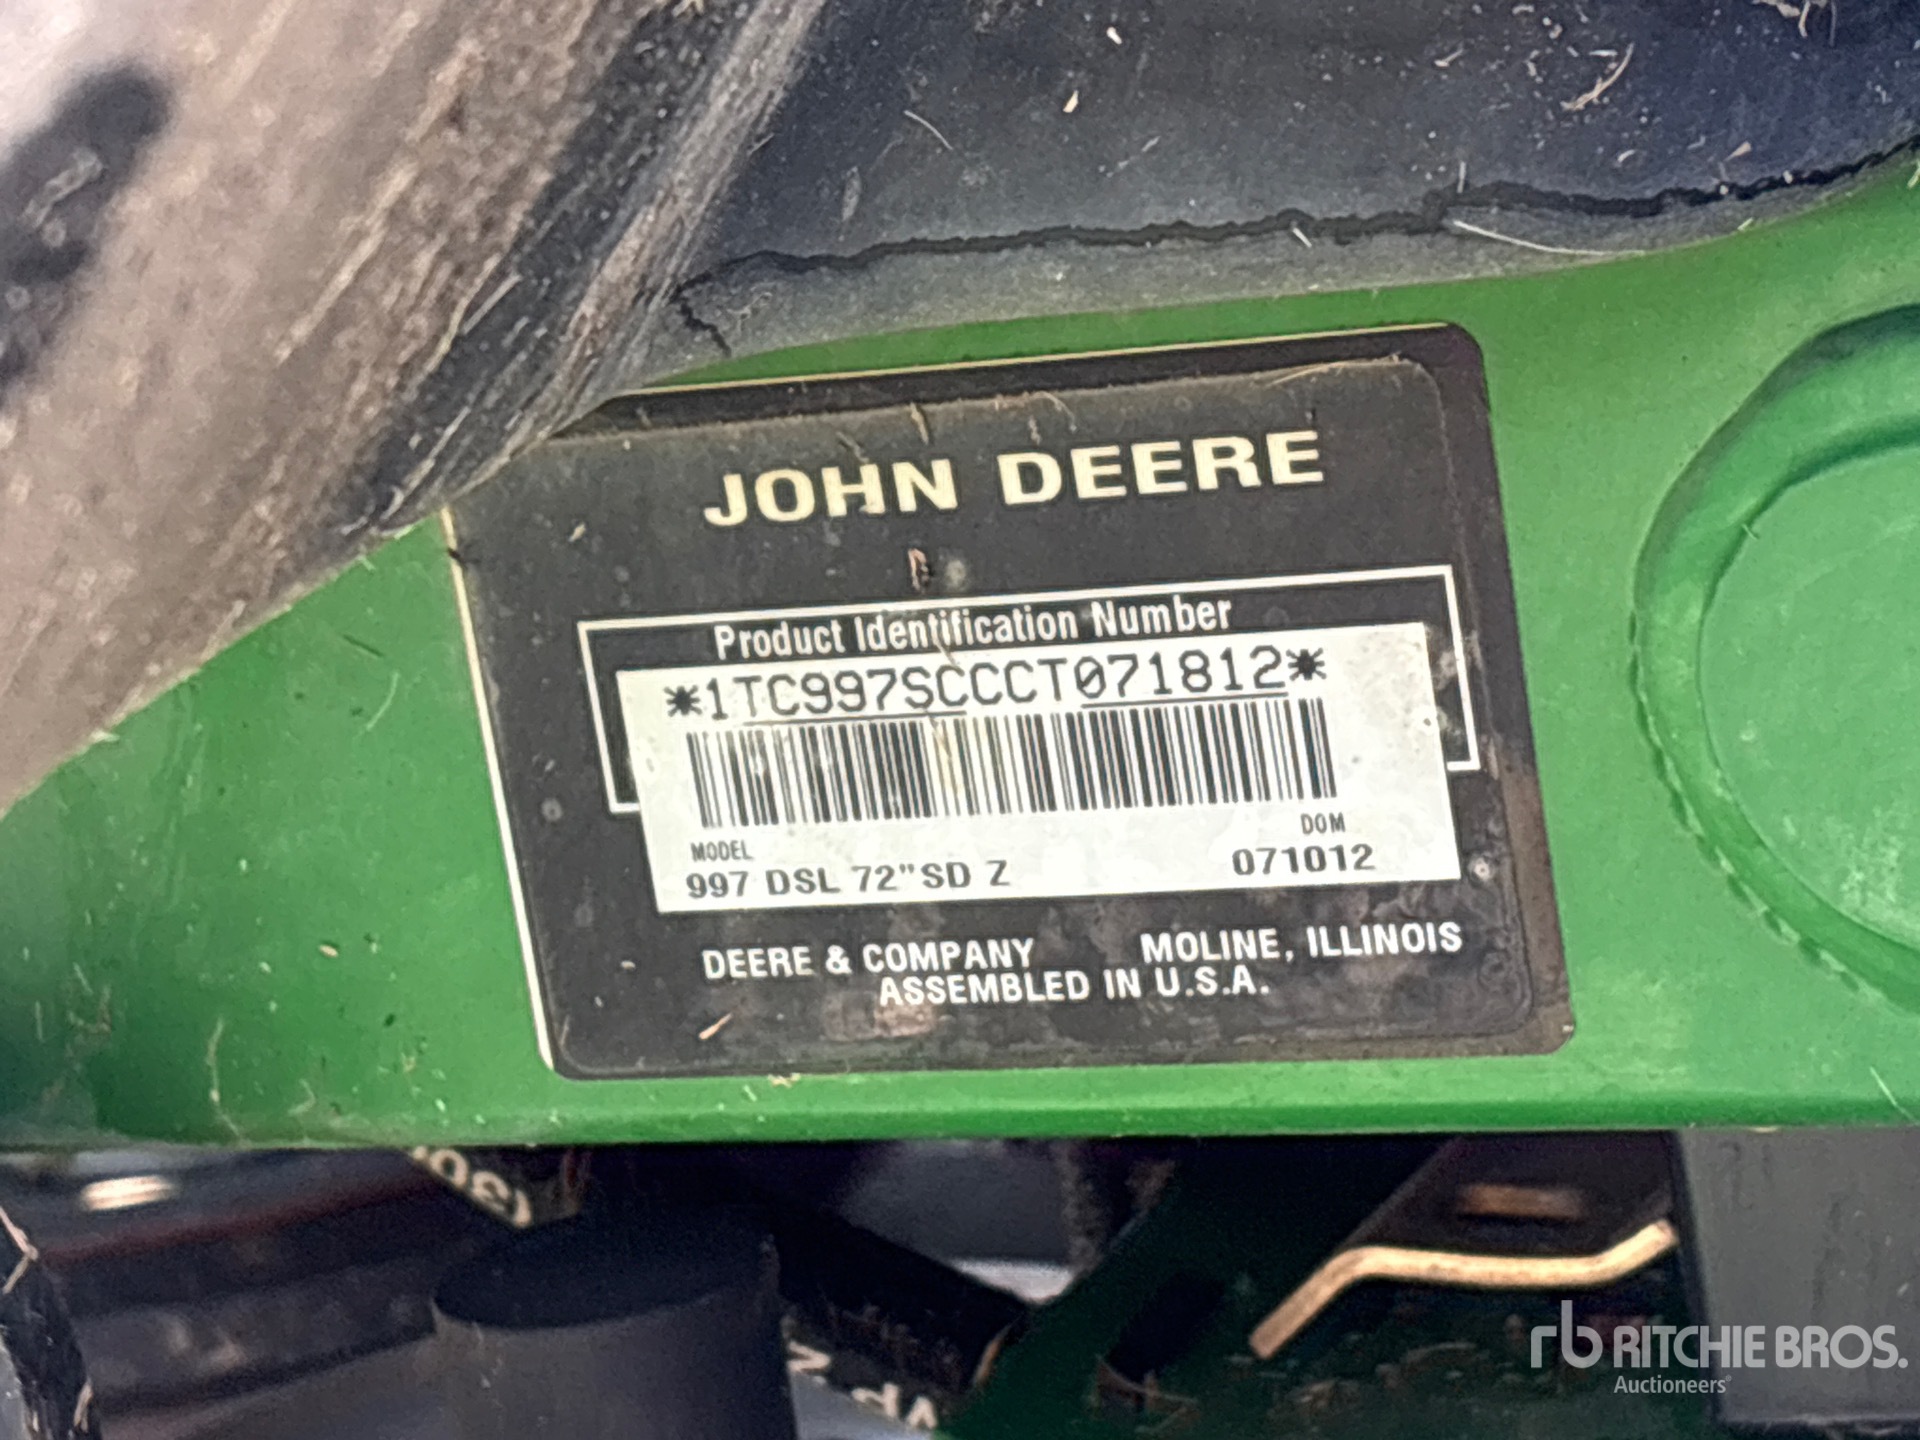 JOHN DEERE
Product Identification Number
*1TC997SCCCT071812*
MODEL
DOM
997 DSL 72"SD Z
071012
DEERE & COMPANY MOLINE, ILLINOIS
ASSEMBLED IN U.S.A.
rb RITCHIE BROS.
Auctioneers